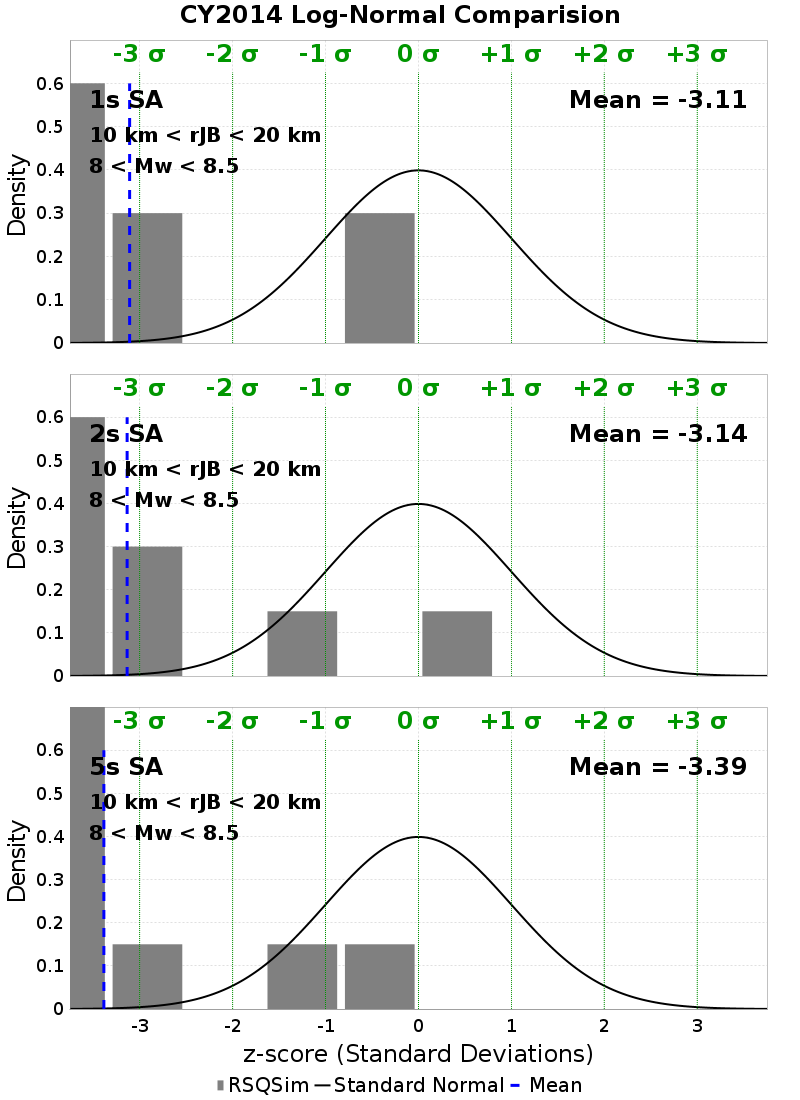 CY2014 Log-Normal Comparision
-3 σ -2 σ -1 σ 0 σ +1 σ +2 σ +3 σ
0.6
1s SA Mean = -3.11
0.5
10 km < rJB < 20 km
0.4
8 < Mw < 8.5
0.3
0.2
0.1
0
Density
-3 σ -2 σ -1 σ 0 σ +1 σ +2 σ +3 σ
0.6
2s SA Mean = -3.14
0.5
10 km < rJB < 20 km
0.4
8 < Mw < 8.5
0.3
0.2
0.1
0
Density
-3 σ -2 σ -1 σ 0 σ +1 σ +2 σ +3 σ
0.6
5s SA Mean = -3.39
0.5
10 km < rJB < 20 km
0.4
8 < Mw < 8.5
0.3
0.2
0.1
0
Density
-3 -2 -1 0 1 2 3
z-score (Standard Deviations)
RSQSim Standard Normal Mean